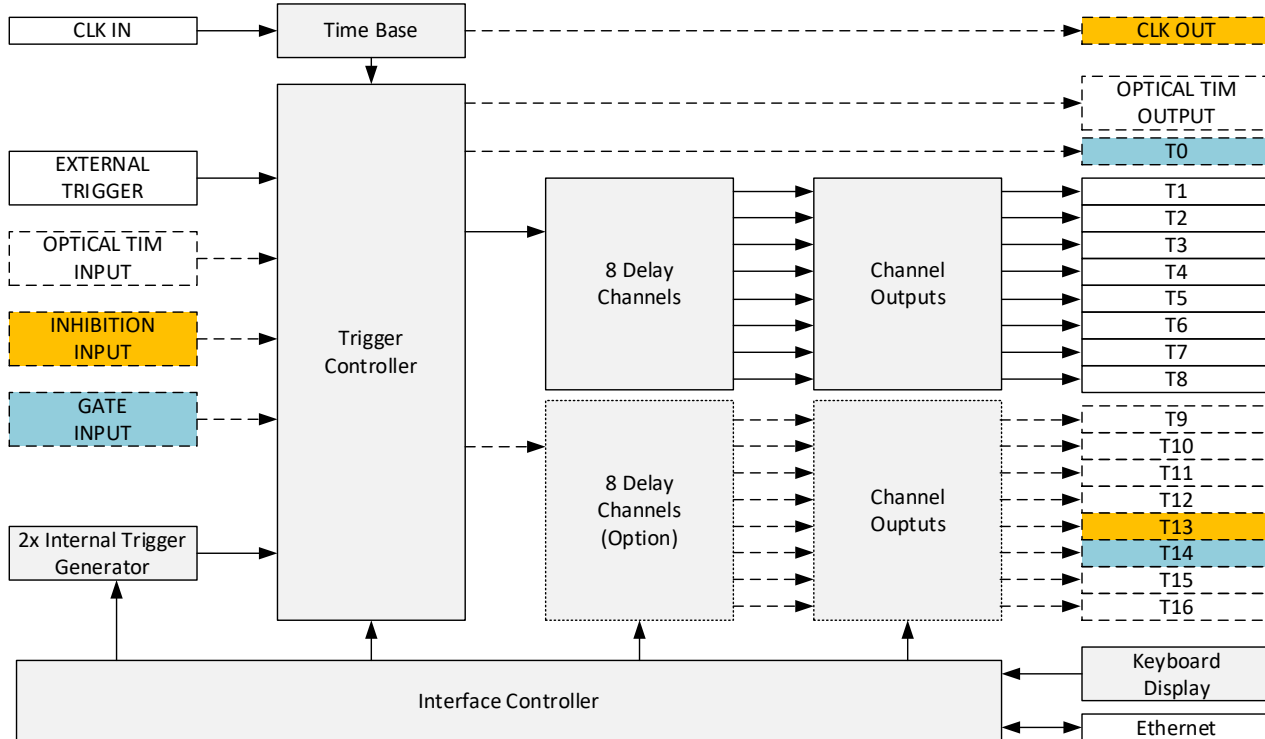 CLK IN
Time Base
CLK OUT
OPTICAL TIM
OUTPUT
T0
EXTERNAL
TRIGGER
OPTICAL TIM
INPUT
INHIBITION
INPUT
GATE
INPUT
2x Internal Trigger
Generator
Trigger
Controller
8 Delay
Channels
Channel
Outputs
T1
T2
T3
T4
T5
T6
T7
T8
8 Delay
Channels
(Option)
Channel
Ouptuts
T9
T10
T11
T12
T13
T14
T15
T16
Interface Controller
Keyboard
Display
Ethernet